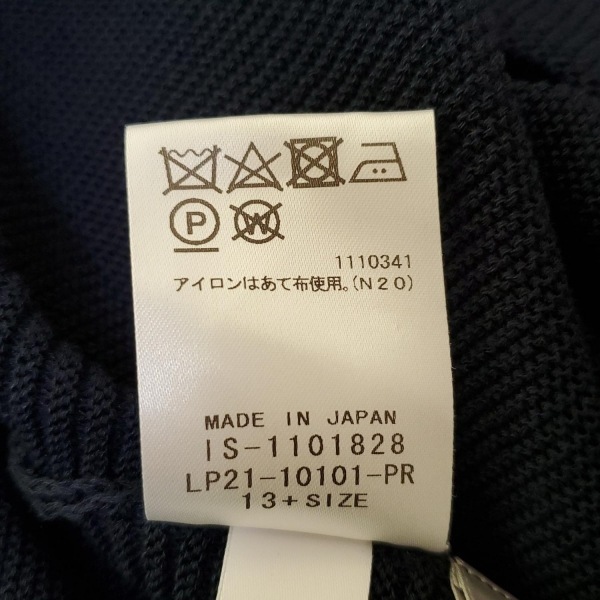 P W
1110341
アイロンはあて布使用。(N20)
MADE IN JAPAN
IS-1101828
LP21-10101-PR
13+SIZE